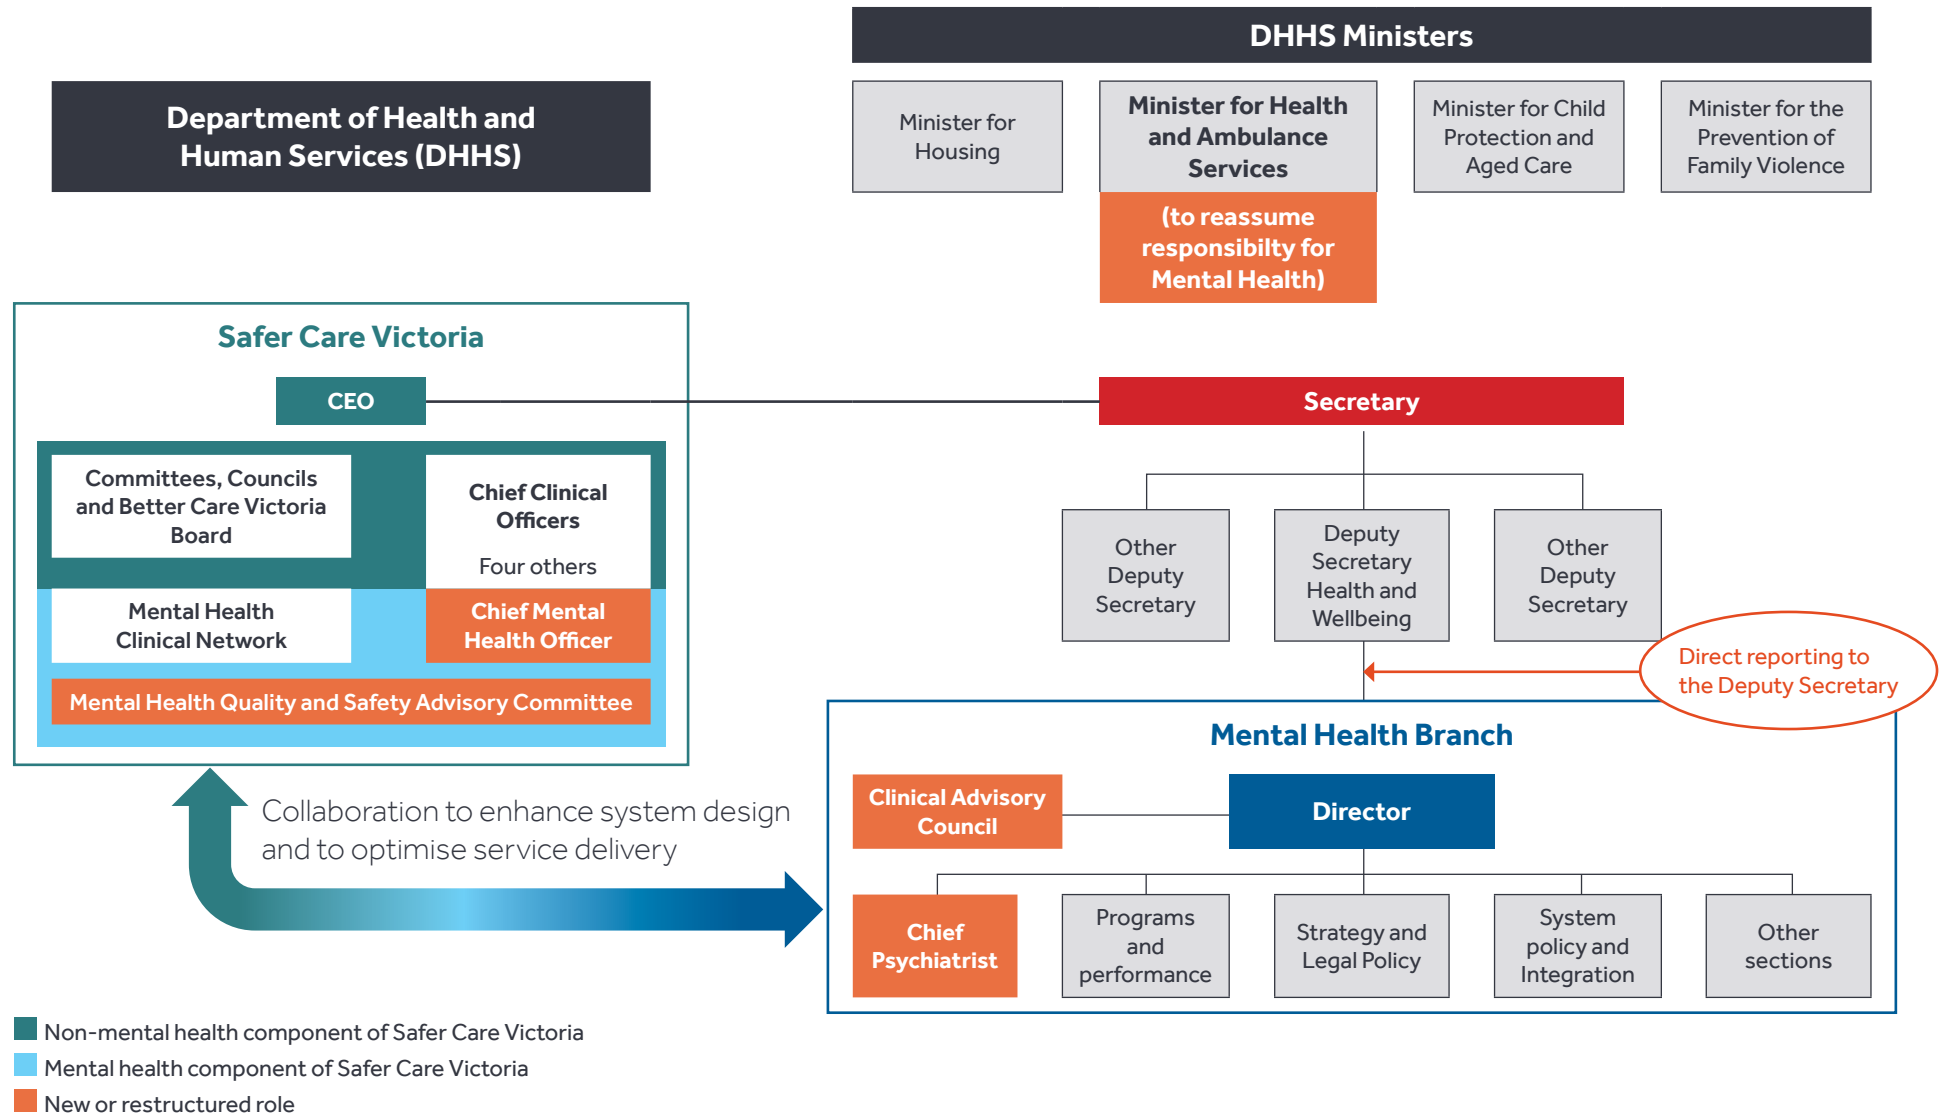 DHHS Ministers
Department of Health and
Human Services (DHHS)
Minister for
Housing
Minister for Health
and Ambulance
Services
(to reassume
responsibilty for
Mental Health)
Minister for Child
Protection and
Aged Care
Minister for the
Prevention of
Family Violence
Safer Care Victoria
CEO
Secretary
Committees, Councils
and Better Care Victoria
Board
Chief Clinical
Officers
Four others
Mental Health
Clinical Network
Chief Mental
Health Officer
Mental Health Quality and Safety Advisory Committee
Other
Deputy
Secretary
Deputy
Secretary
Health and
Wellbeing
Other
Deputy
Secretary
Direct reporting to
the Deputy Secretary
Mental Health Branch
Clinical Advisory
Council
Director
Collaboration to enhance system design
and to optimise service delivery
Chief
Psychiatrist
Programs
and
performance
Strategy and
Legal Policy
System
policy and
Integration
Other
sections
Non-mental health component of Safer Care Victoria
Mental health component of Safer Care Victoria
New or restructured role